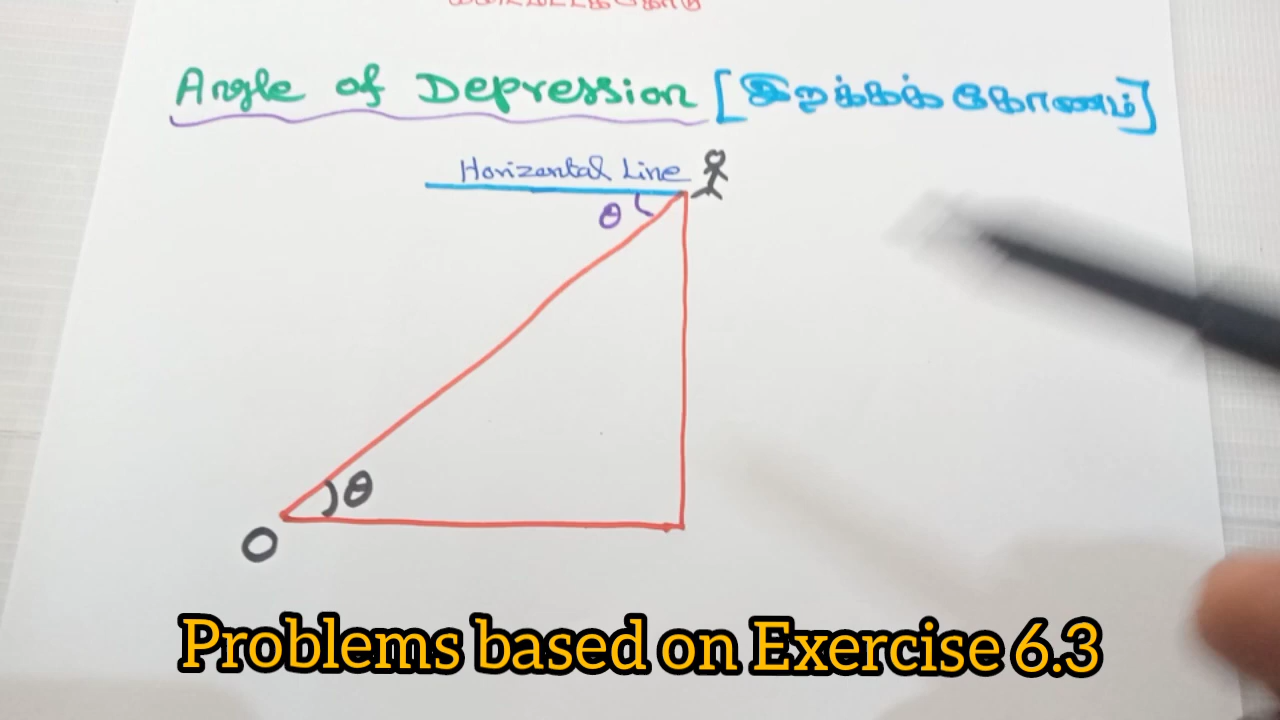 Angle of Depression [இறக்கக் கோணம்]
Horizontal Line
θ
θ
O
Problems based on Exercise 6.3